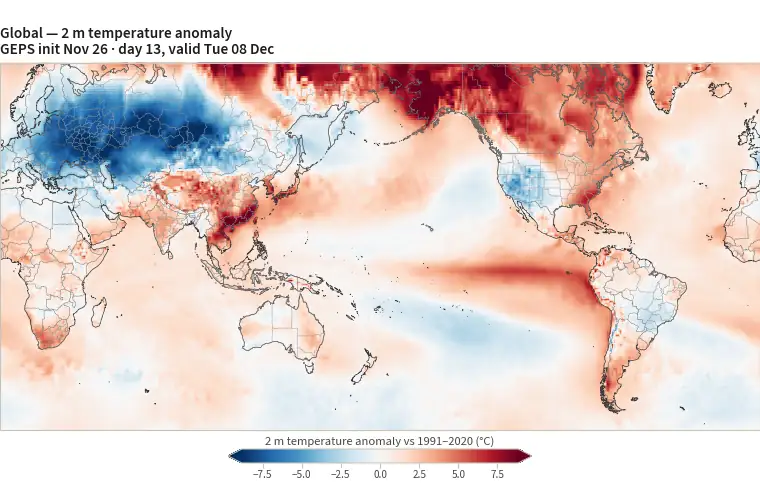 Global — 2 m temperature anomaly
GEPS init Nov 26 · day 13, valid Tue 08 Dec
2 m temperature anomaly vs 1991–2020 (°C)
−7.5 −5.0 −2.5 0.0 2.5 5.0 7.5